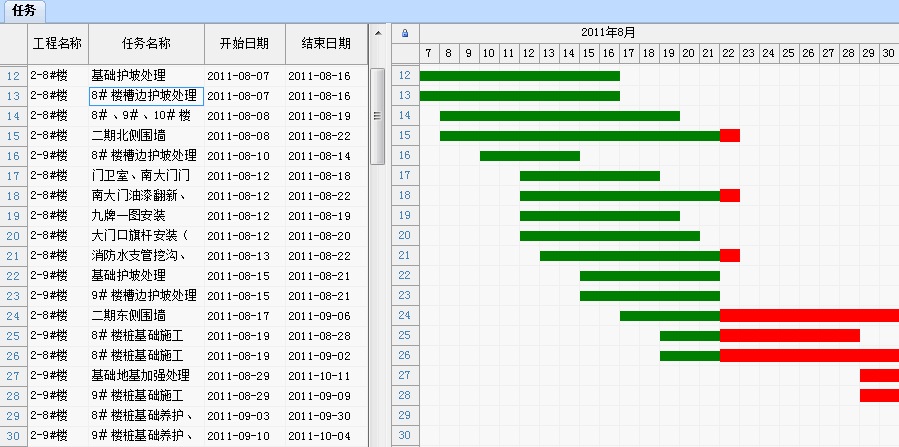 任务
工程名称 任务名称 开始日期 结束日期 2011年8月
7 8 9 10 11 12 13 14 15 16 17 18 19 20 21 22 23 24 25 26 27 28 29 30
12 2-8#楼 基础护坡处理 2011-08-07 2011-08-16 12
13 2-8#楼 8#楼槽边护坡处理 2011-08-07 2011-08-16 13
14 2-8#楼 8#、9#、10#楼 2011-08-08 2011-08-19 14
15 2-8#楼 二期北侧围墙 2011-08-08 2011-08-22 15
16 2-9#楼 8#楼槽边护坡处理 2011-08-10 2011-08-14 16
17 2-8#楼 门卫室、南大门门 2011-08-12 2011-08-18 17
18 2-8#楼 南大门油漆翻新、 2011-08-12 2011-08-22 18
19 2-8#楼 九牌一图安装 2011-08-12 2011-08-19 19
20 2-8#楼 大门口旗杆安装( 2011-08-12 2011-08-20 20
21 2-8#楼 消防水支管挖沟、 2011-08-13 2011-08-22 21
22 2-9#楼 基础护坡处理 2011-08-15 2011-08-21 22
23 2-9#楼 9#楼槽边护坡处理 2011-08-15 2011-08-21 23
24 2-8#楼 二期东侧围墙 2011-08-17 2011-09-06 24
25 2-9#楼 8#楼桩基础施工 2011-08-19 2011-08-28 25
26 2-8#楼 8#楼桩基础施工 2011-08-19 2011-09-02 26
27 2-9#楼 基础地基加强处理 2011-08-29 2011-10-11 27
28 2-9#楼 9#楼桩基础施工 2011-08-29 2011-09-09 28
29 2-8#楼 8#楼桩基础养护、 2011-09-03 2011-09-30 29
30 2-9#楼 9#楼桩基础养护、 2011-09-10 2011-10-04 30